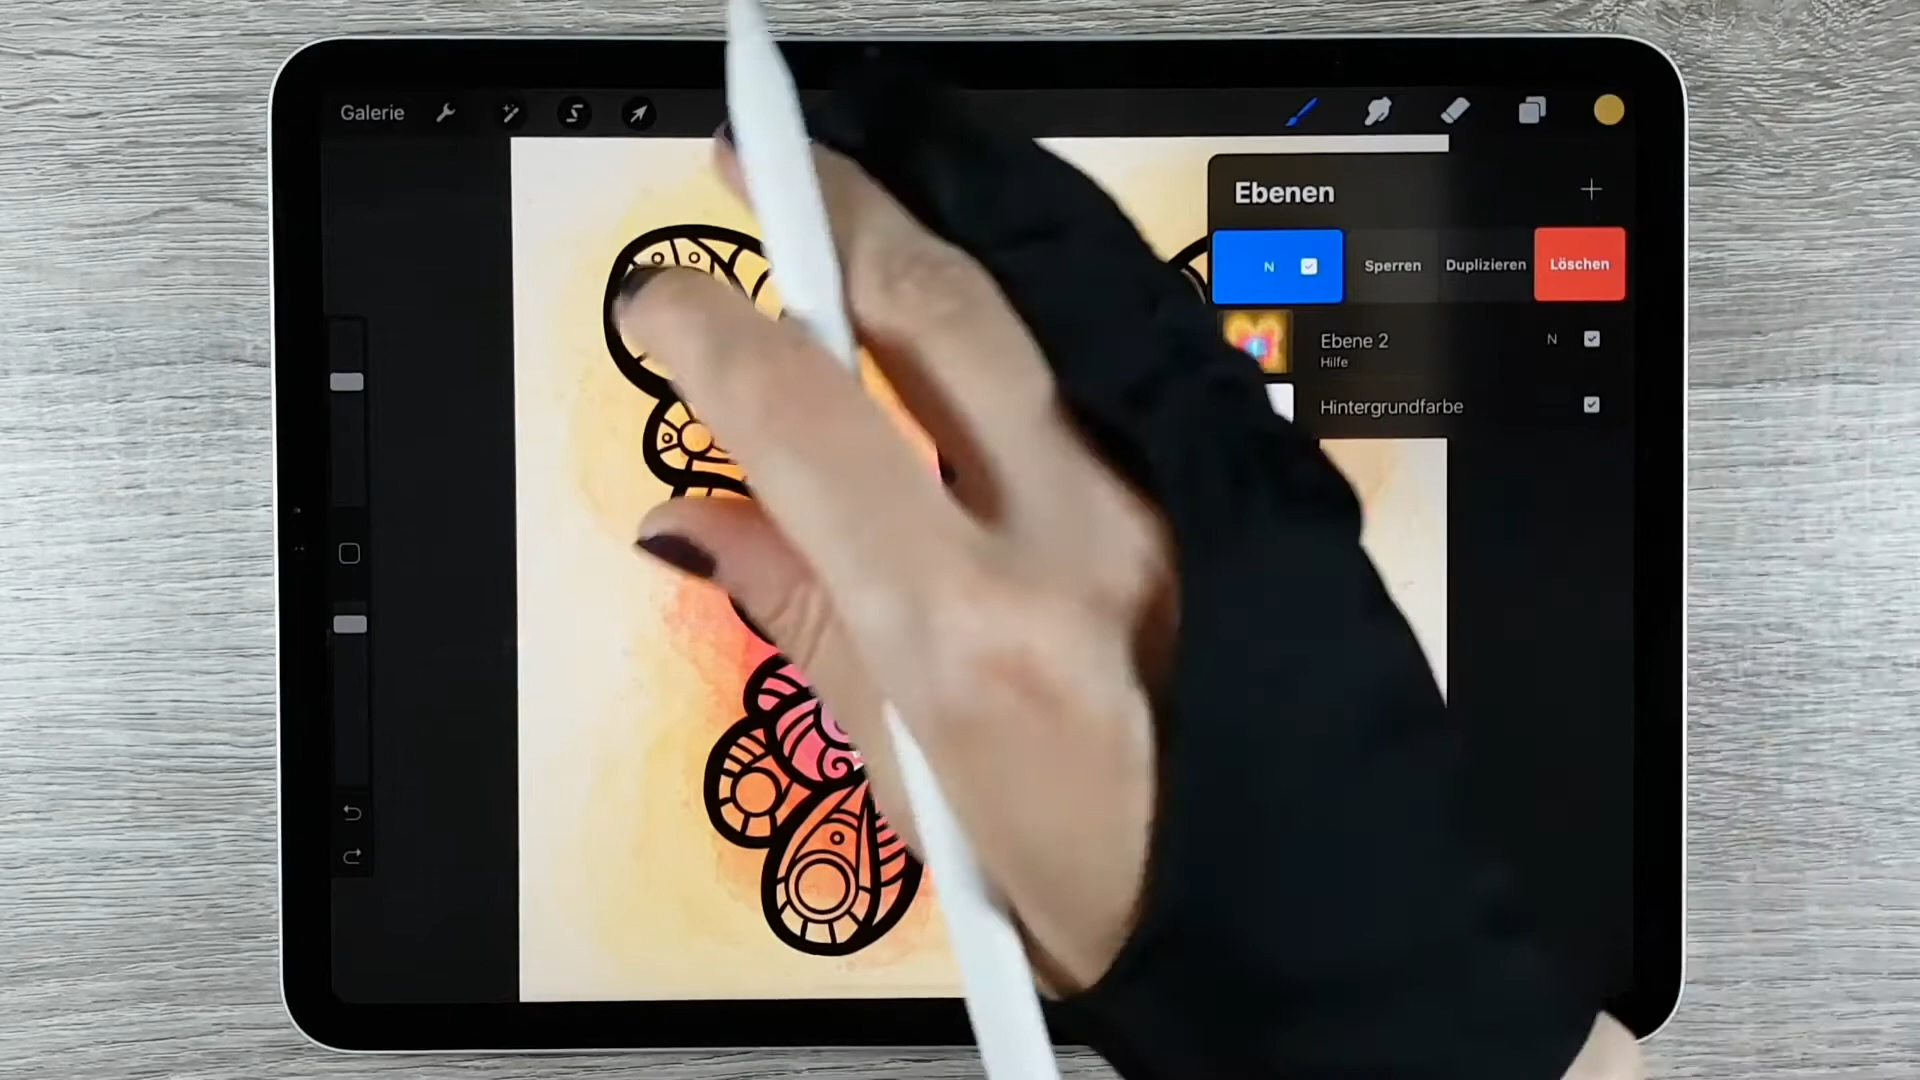 Galerie
Ebenen
N Sperren Duplizieren Löschen
Ebene 2 N
Hilfe
Hintergrundfarbe